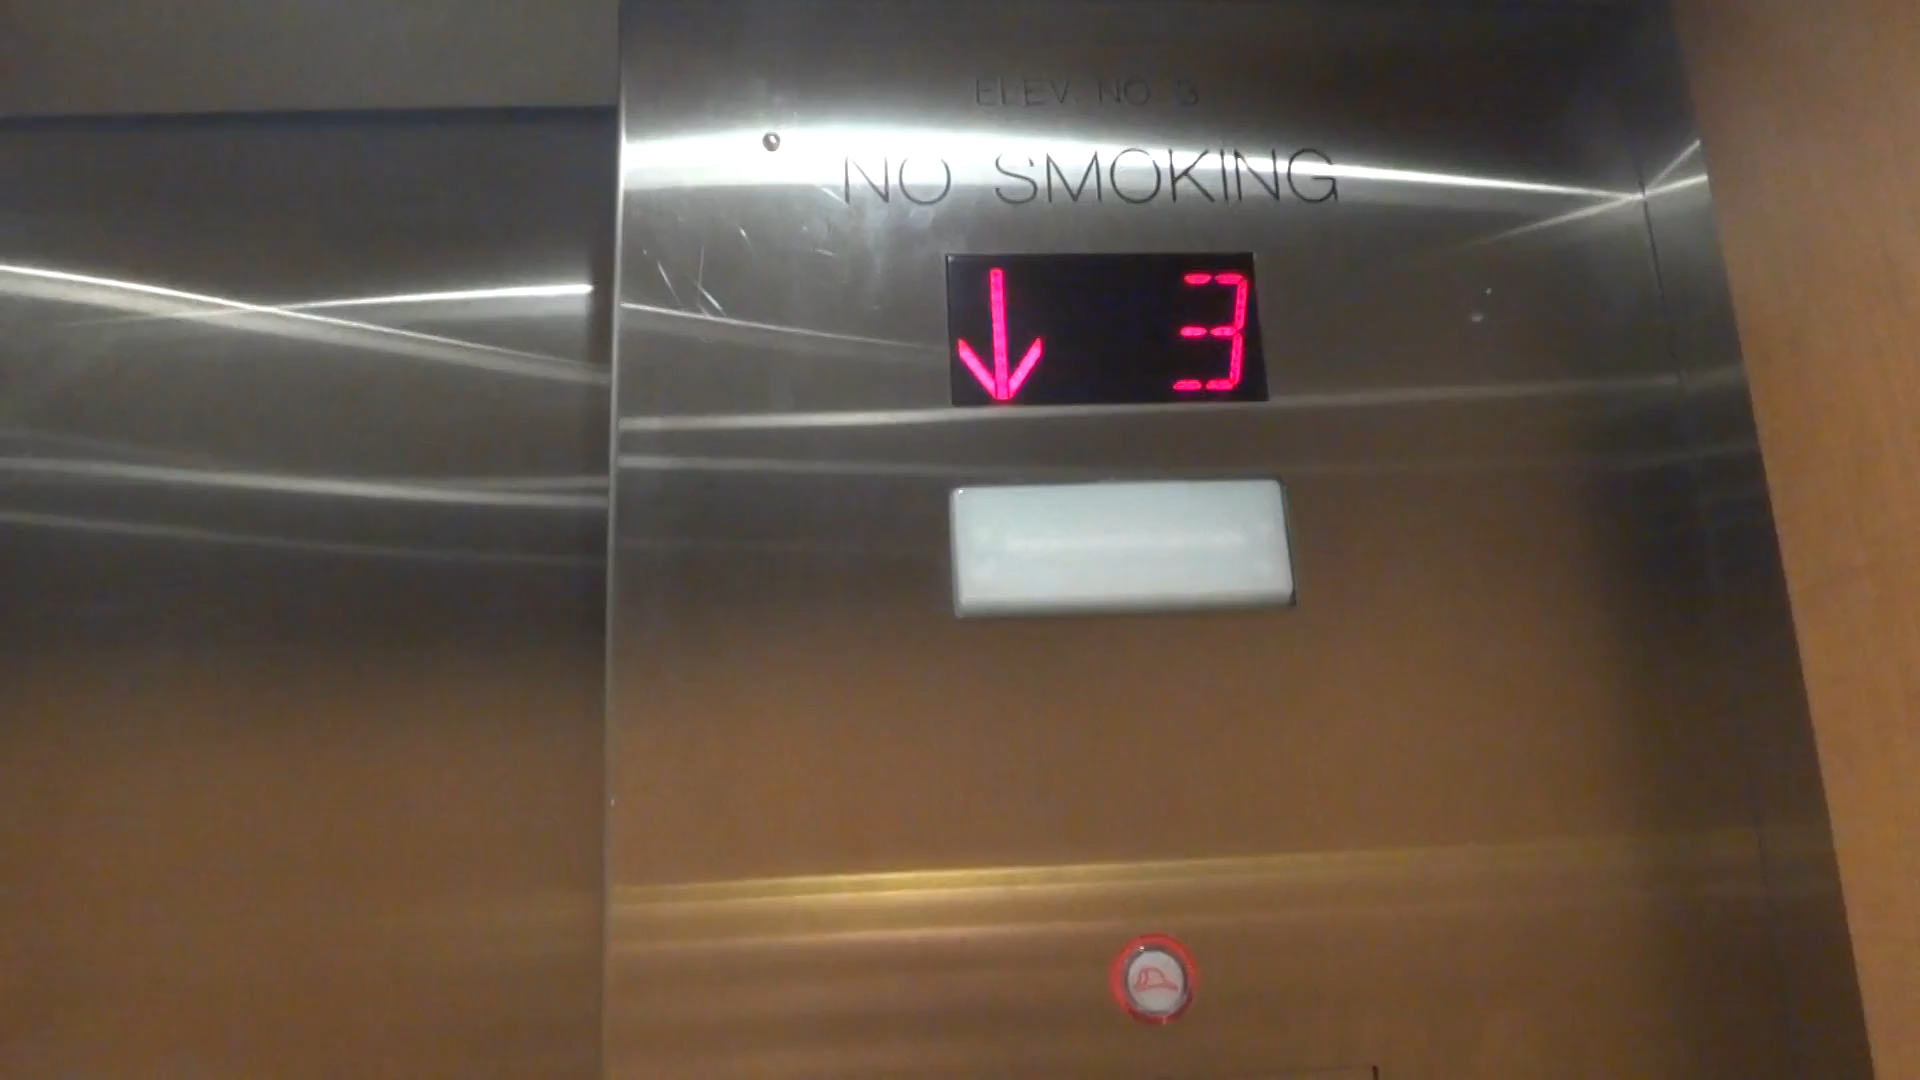 ELEV. NO 3
NO SMOKING
↓ 3